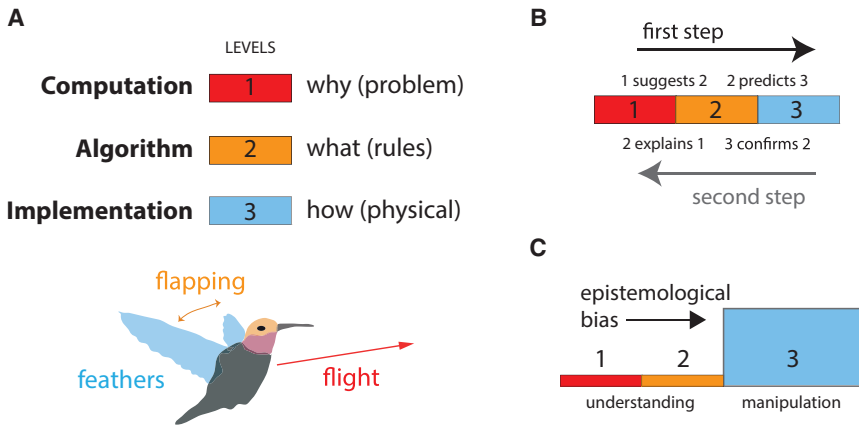 A
LEVELS
Computation 1 why (problem)
Algorithm 2 what (rules)
Implementation 3 how (physical)
flapping
feathers
flight
B
first step
1 suggests 2 2 predicts 3
1 2 3
2 explains 1 3 confirms 2
second step
C
epistemological
bias
1 2 3
understanding manipulation